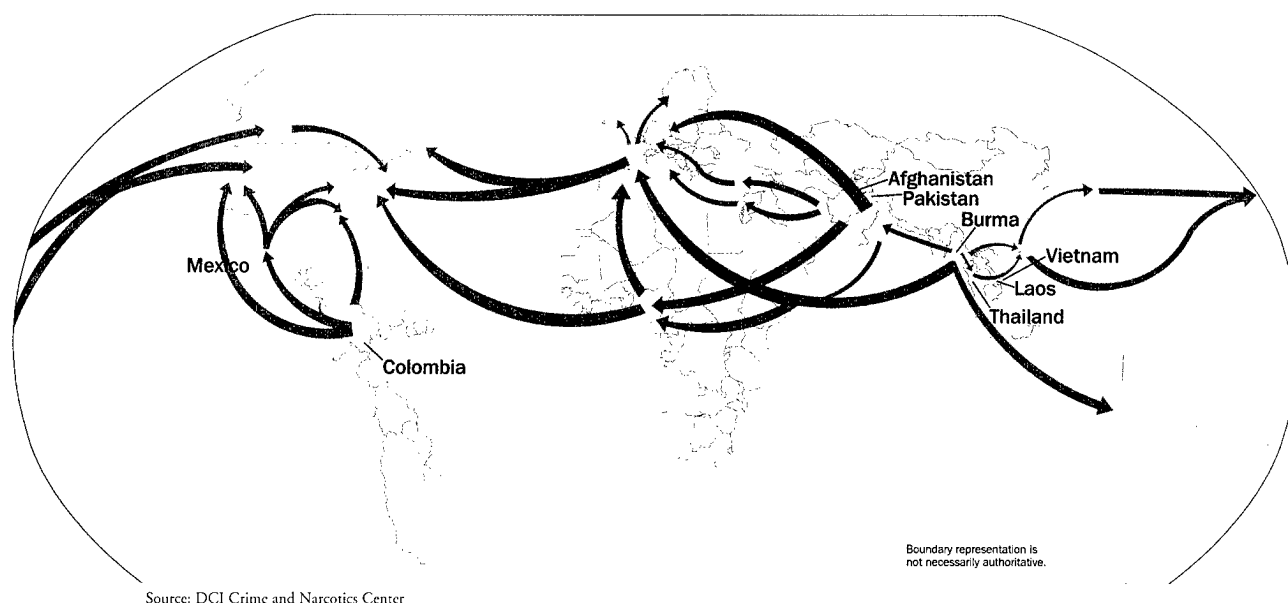 Afghanistan
Pakistan
Burma
Vietnam
Mexico
Laos
Thailand
Colombia
Boundary representation is
not necessarily authoritative.
Source: DCI Crime and Narcotics Center